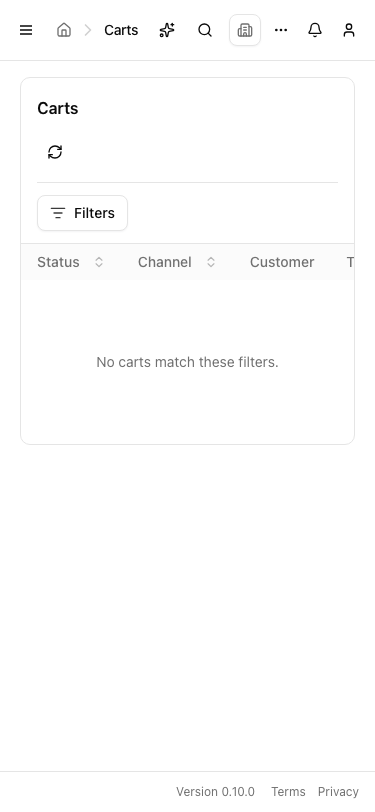 Carts
Carts
Filters
Status Channel Customer T
No carts match these filters.
Version 0.10.0 Terms Privacy